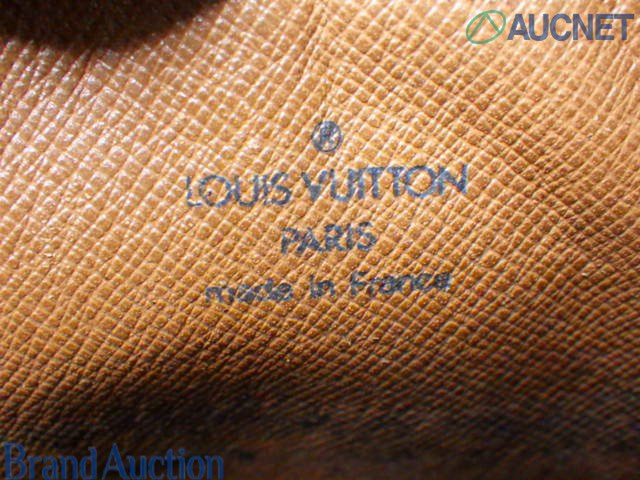 AUCNET
®
LOUIS VUITTON
PARIS
made in France
Brand Auction